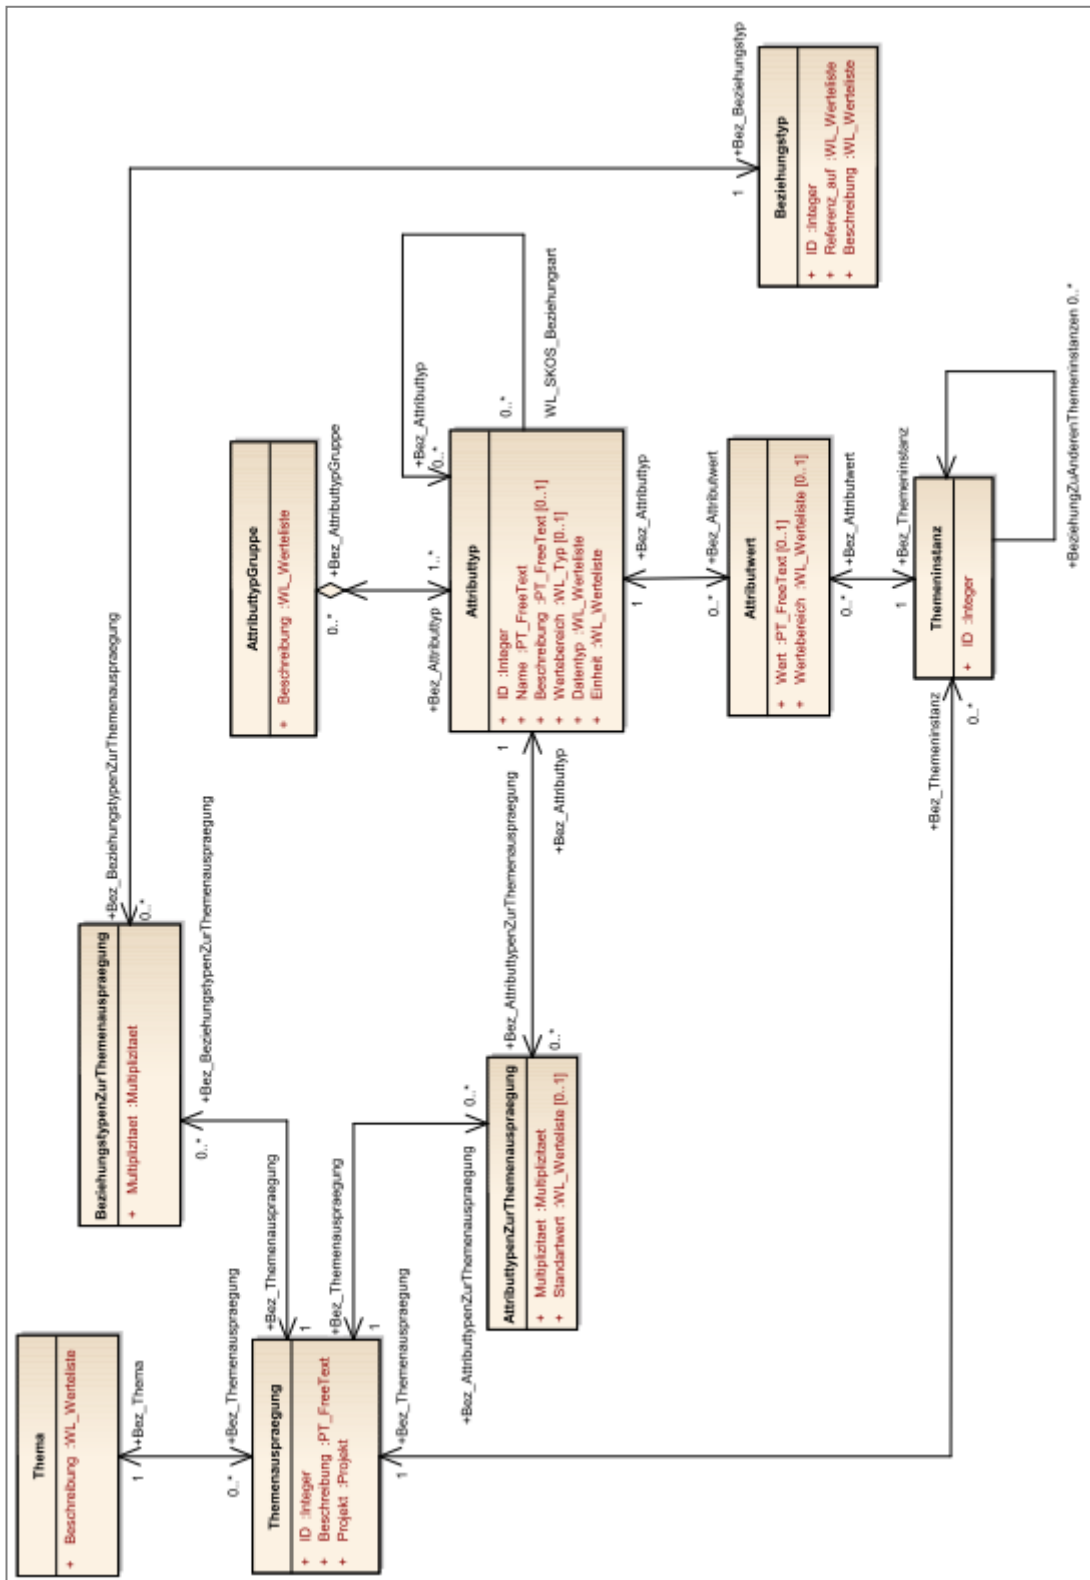 Thema
+ Beschreibung :WL_Werteliste
+Bez_Thema
1
+Bez_Themenauspraegung
0..*
Themenauspraegung
+ ID :Integer
+ Beschreibung :PT_FreeText
+ Projekt :Projekt
+Bez_Themenauspraegung
1
+Bez_Themenauspraegung
1
+Bez_Themenauspraegung
1
BeziehungstypenZurThemenauspraegung
+ Multiplizitaet :Multiplizitaet
+Bez_BeziehungstypenZurThemenauspraegung
0..*
+Bez_BeziehungstypenZurThemenauspraegung
0..*
AttributtypenZurThemenauspraegung
+ Multiplizitaet :Multiplizitaet
+ Standartwert :WL_Werteliste [0..1]
+Bez_AttributtypenZurThemenauspraegung
0..*
+Bez_AttributtypenZurThemenauspraegung
0..*
AttributtypGruppe
+ Beschreibung :WL_Werteliste
+Bez_AttributtypGruppe
0..*
+Bez_Attributtyp
1..*
Attributtyp
+ ID :Integer
+ Name :PT_FreeText
+ Beschreibung :PT_FreeText [0..1]
+ Wertebereich :WL_Typ [0..1]
+ Datentyp :WL_Werteliste
+ Einheit :WL_Werteliste
1
+Bez_Attributtyp
+Bez_Attributtyp
0..*
0..*
WL_SKOS_Beziehungsart
+Bez_Attributtyp
1
+Bez_Attributwert
0..*
Attributwert
+ Wert :PT_FreeText [0..1]
+ Wertebereich :WL_Werteliste [0..1]
+Bez_Attributwert
0..*
+Bez_Themeninstanz
1
Themeninstanz
+ ID :Integer
+Bez_Themeninstanz
0..*
+BeziehungZuAnderenThemeninstanzen 0..*
+Bez_Beziehungstyp
1
Beziehungstyp
+ ID :Integer
+ Referenz_auf :WL_Werteliste
+ Beschreibung :WL_Werteliste